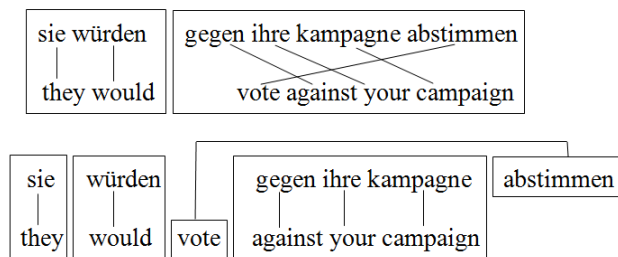 sie würden gegen ihre kampagne abstimmen
they would vote against your campaign
sie würden gegen ihre kampagne abstimmen
they would vote against your campaign